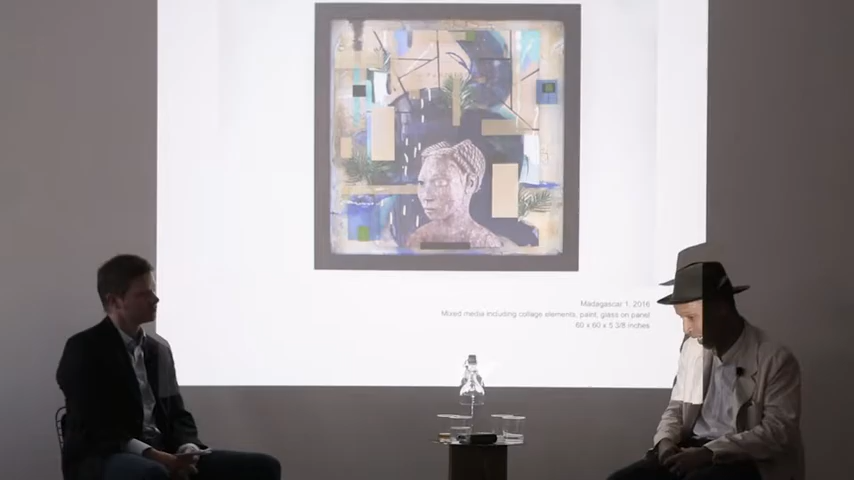 Madagascar 1, 2016
Mixed media including collage elements, paint, glass on panel
60 x 60 x 5 3/8 inches